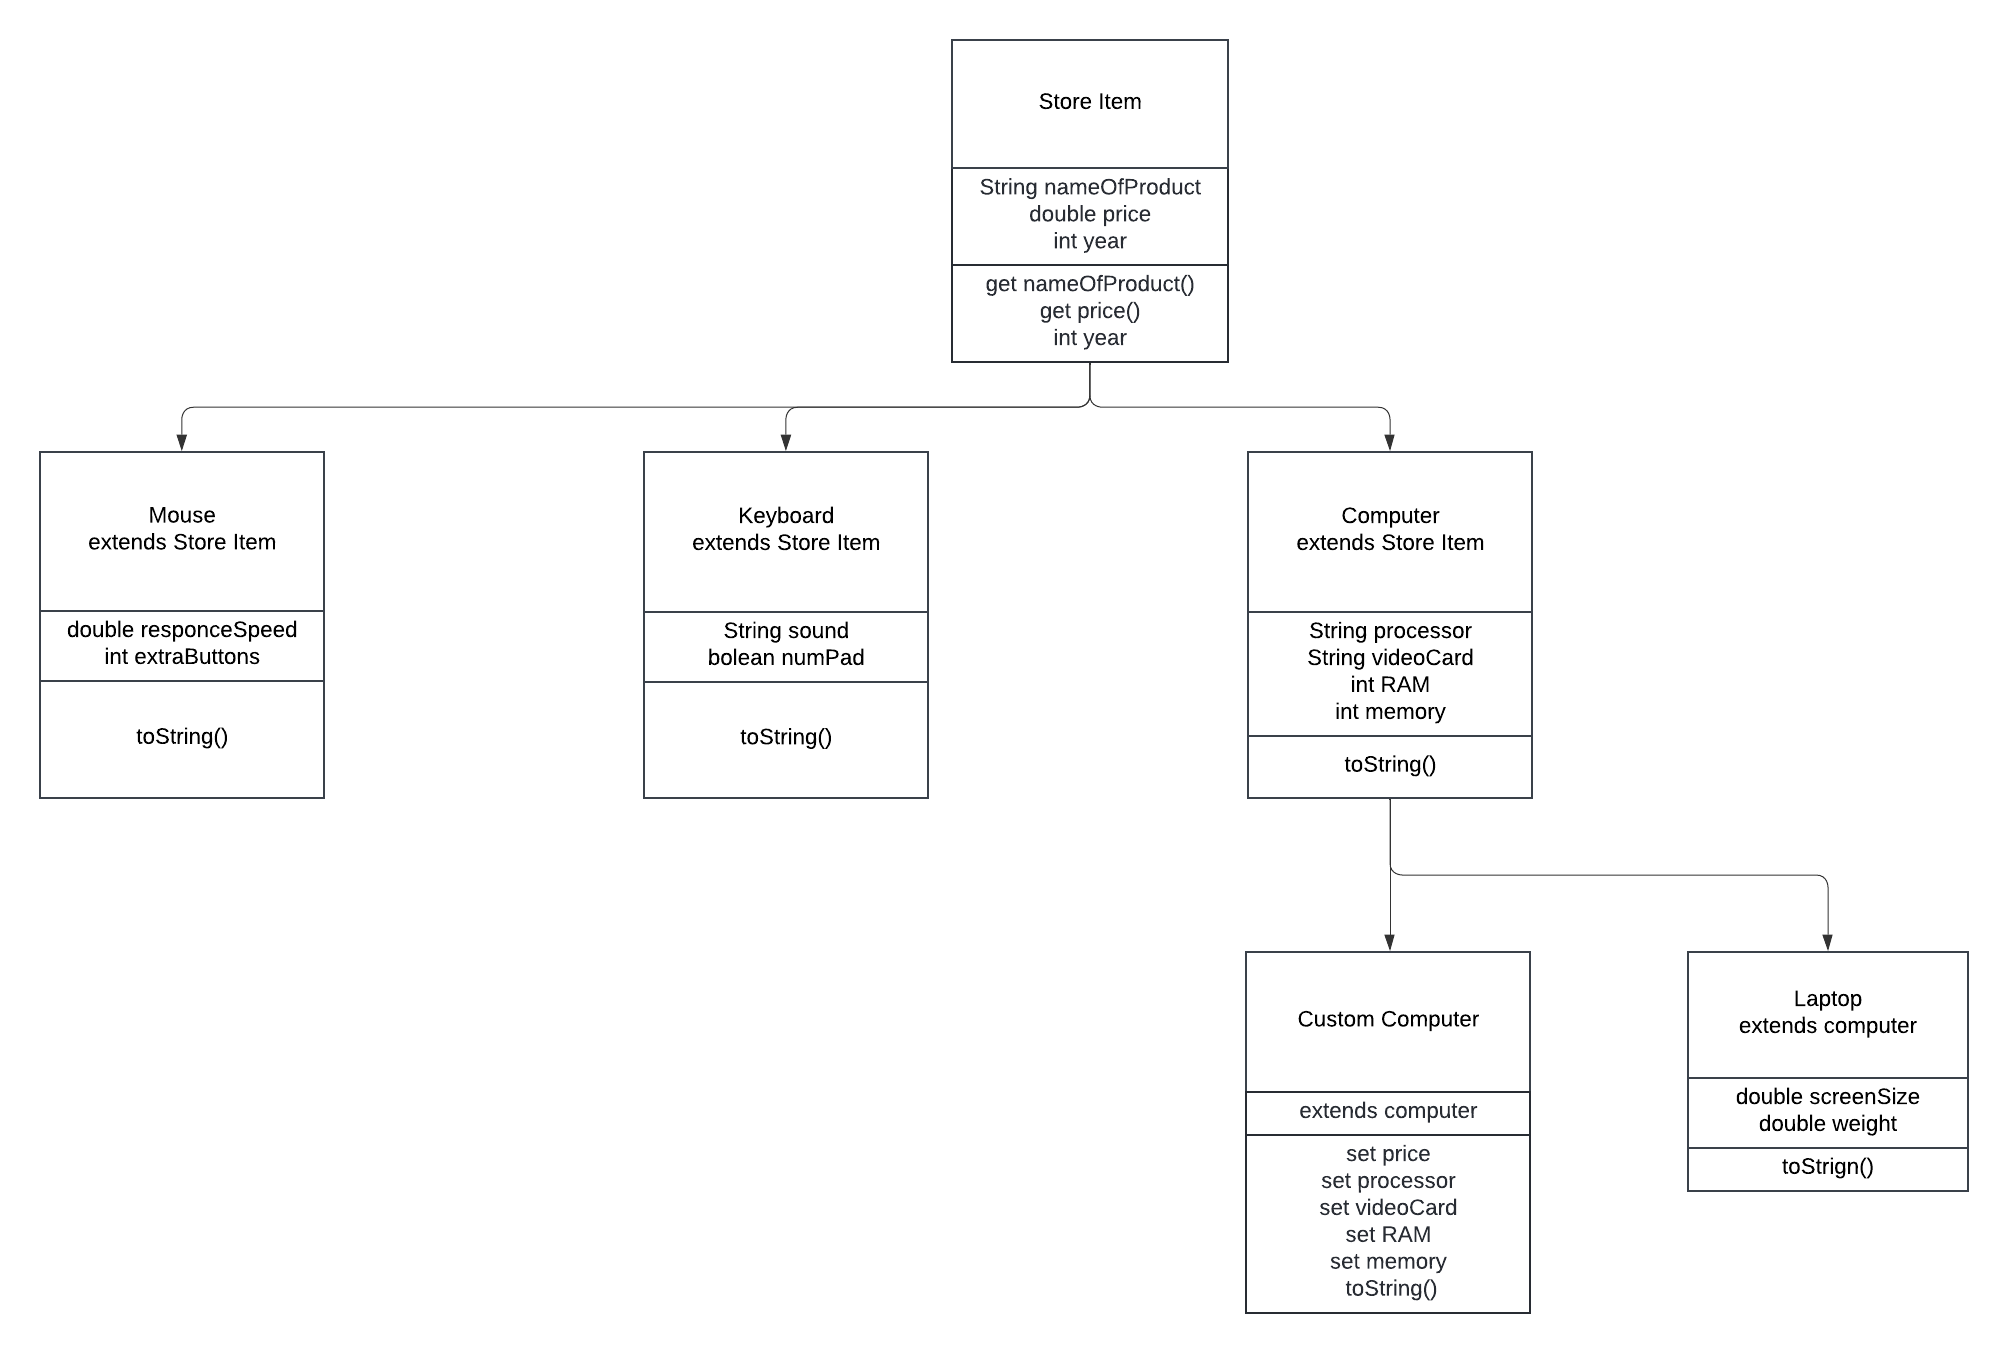 Store Item
String nameOfProduct
double price
int year
get nameOfProduct()
get price()
int year
Mouse
extends Store Item
double responceSpeed
int extraButtons
toString()
Keyboard
extends Store Item
String sound
bolean numPad
toString()
Computer
extends Store Item
String processor
String videoCard
int RAM
int memory
toString()
Custom Computer
extends computer
set price
set processor
set videoCard
set RAM
set memory
toString()
Laptop
extends computer
double screenSize
double weight
toStrign()